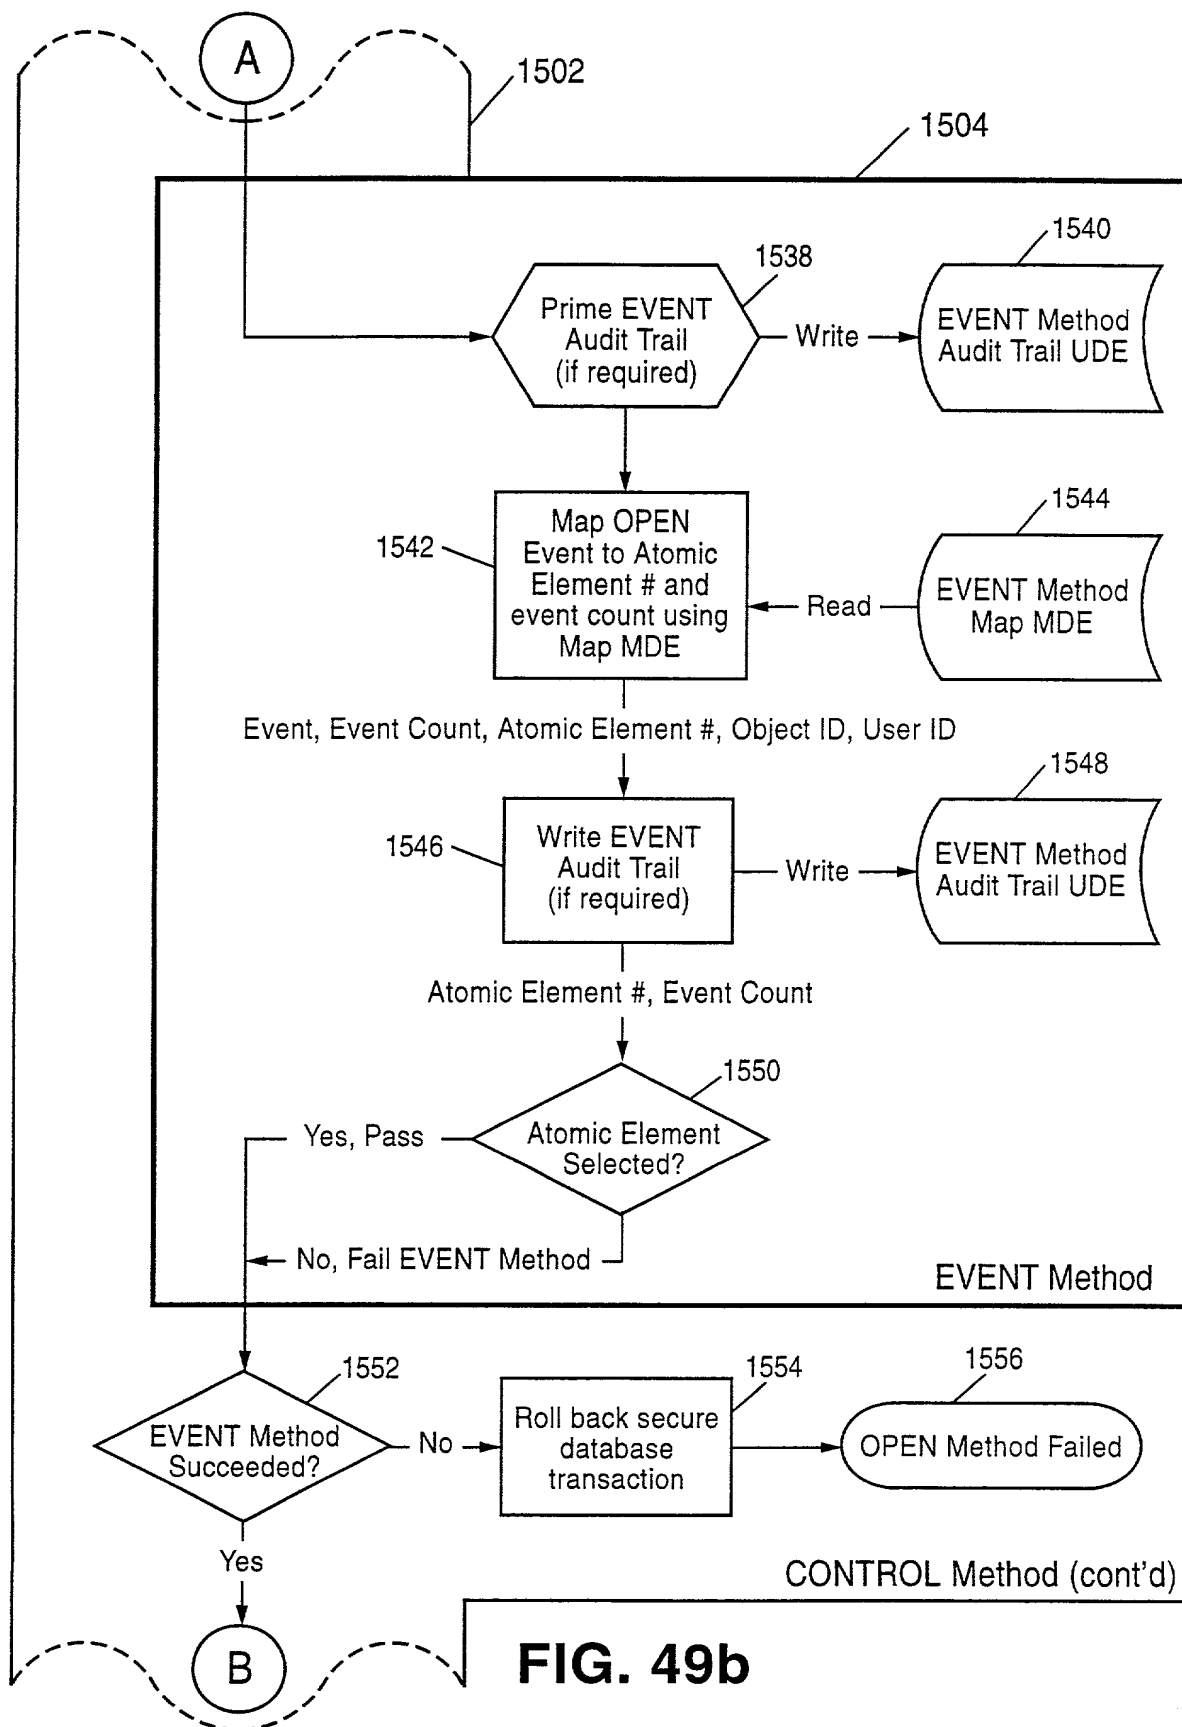 A
1502
1504
1538
1540
Prime EVENT
Audit Trail
(if required)
Write
EVENT Method
Audit Trail UDE
1542
Map OPEN
Event to Atomic
Element # and
event count using
Map MDE
Read
1544
EVENT Method
Map MDE
Event, Event Count, Atomic Element #, Object ID, User ID
1546
Write EVENT
Audit Trail
(if required)
Write
1548
EVENT Method
Audit Trail UDE
Atomic Element #, Event Count
1550
Yes, Pass
Atomic Element
Selected?
No, Fail EVENT Method
EVENT Method
1552
EVENT Method
Succeeded?
No
1554
Roll back secure
database
transaction
1556
OPEN Method Failed
Yes
CONTROL Method (cont'd)
B
FIG. 49b